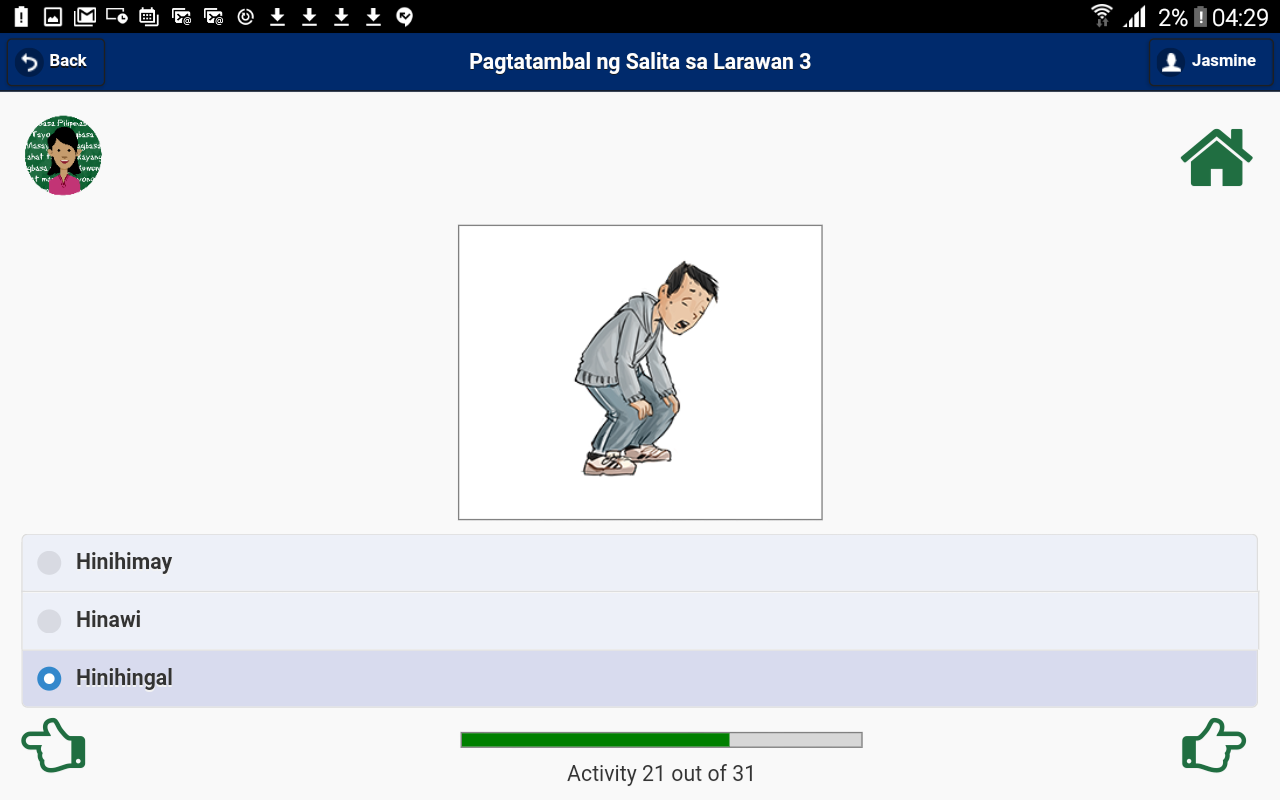 2% 04:29
Back
Pagtatambal ng Salita sa Larawan 3
Jasmine
Hinihimay
Hinawi
Hinihingal
Activity 21 out of 31